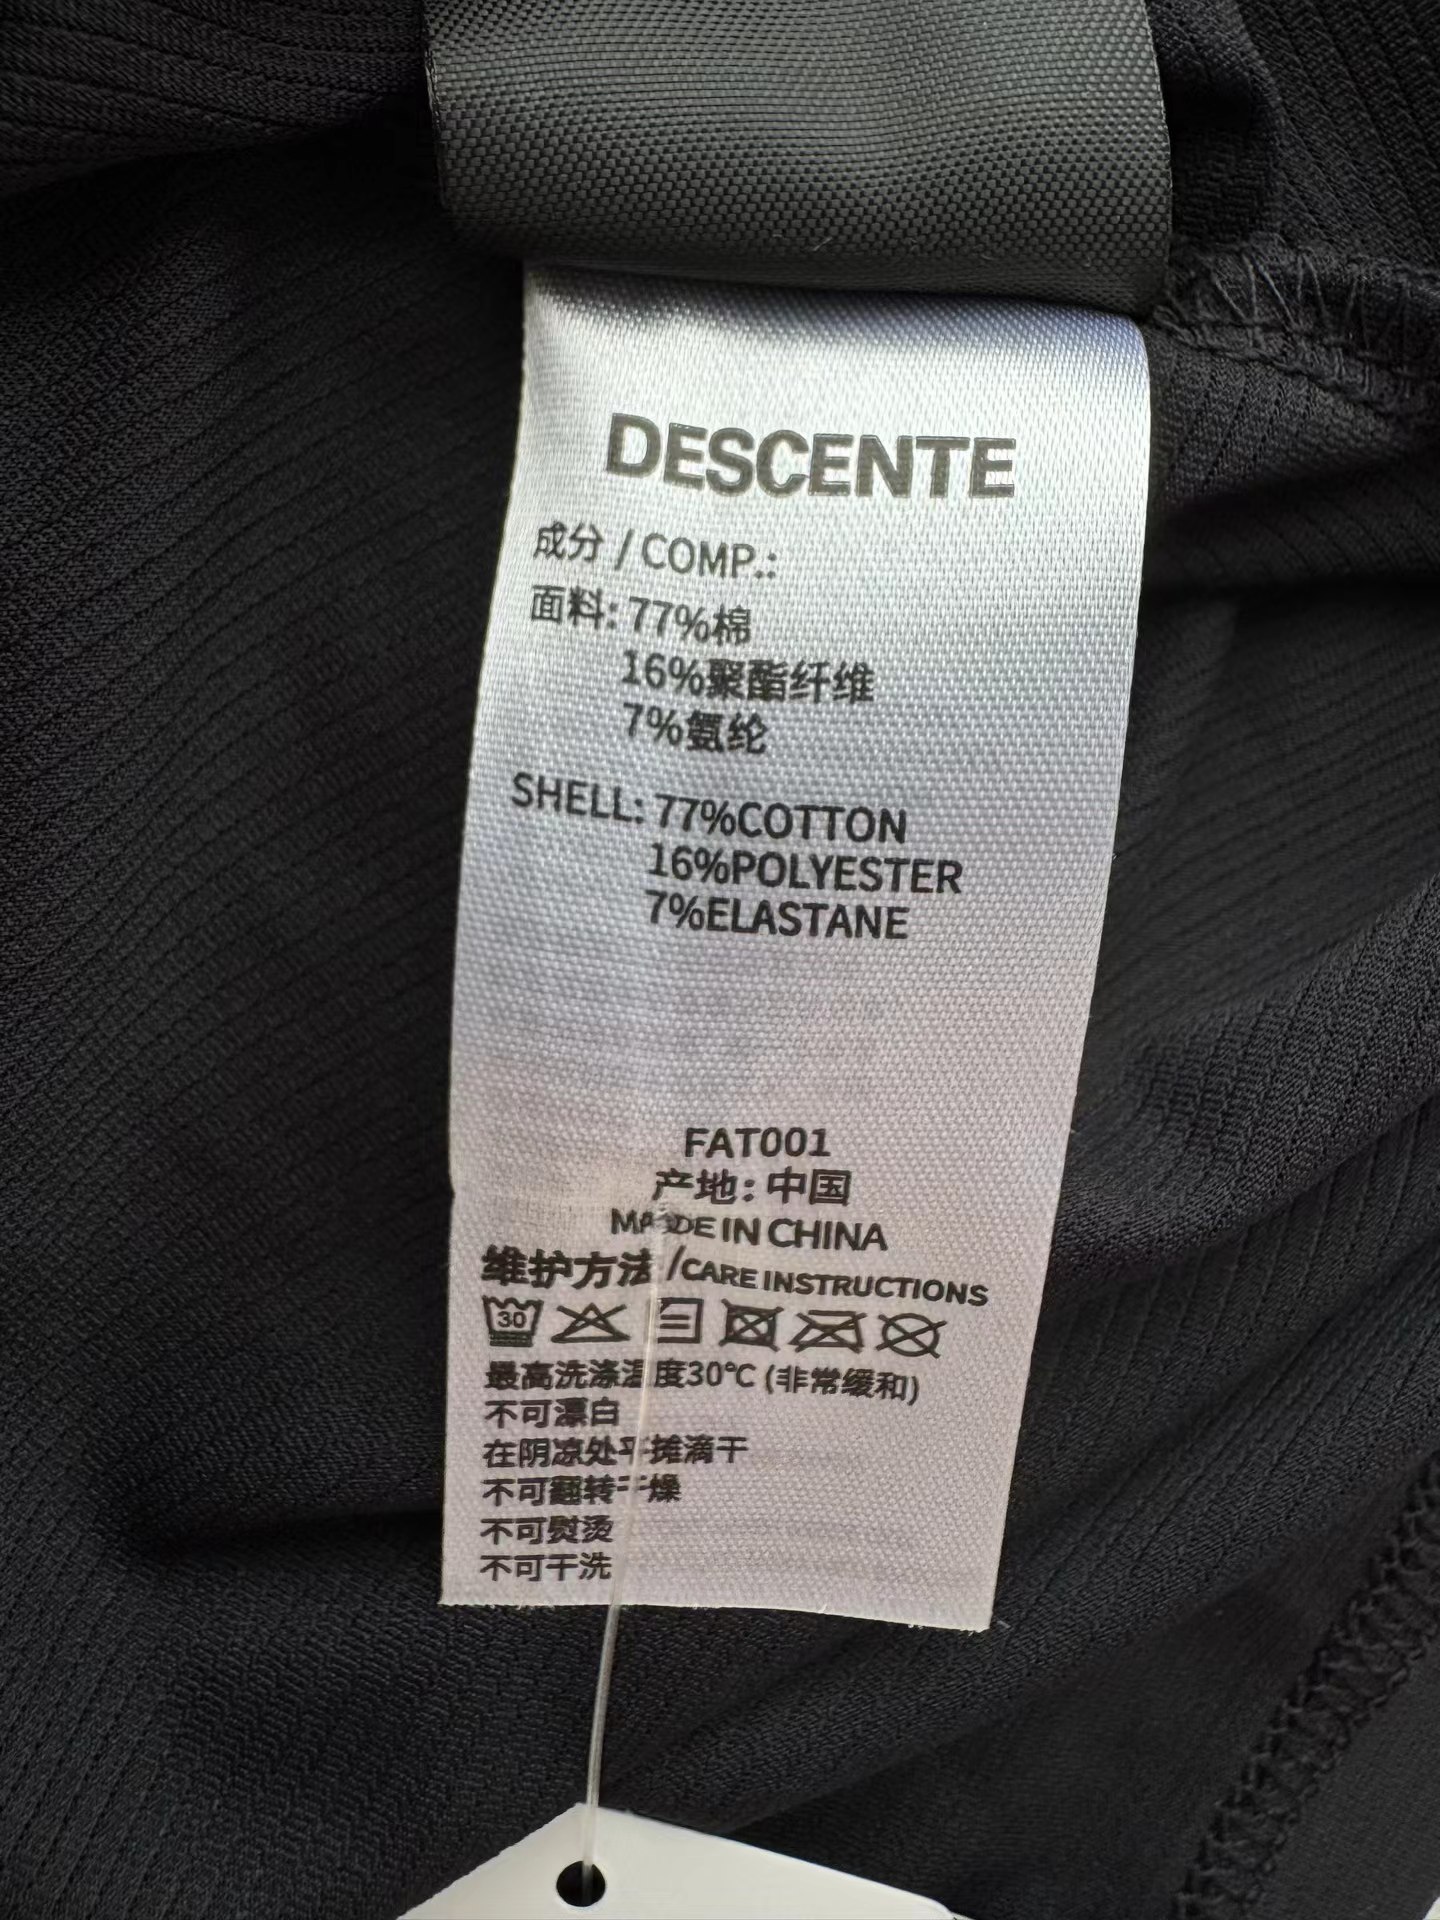 DESCENTE
成分 / COMP.:
面料: 77%棉
16%聚酯纤维
7%氨纶
SHELL: 77%COTTON
16%POLYESTER
7%ELASTANE
FAT001
产地: 中国
MADE IN CHINA
维护方法 /CARE INSTRUCTIONS
30
最高洗涤温度30℃ (非常缓和)
不可漂白
在阴凉处平摊滴干
不可翻转干燥
不可熨烫
不可干洗